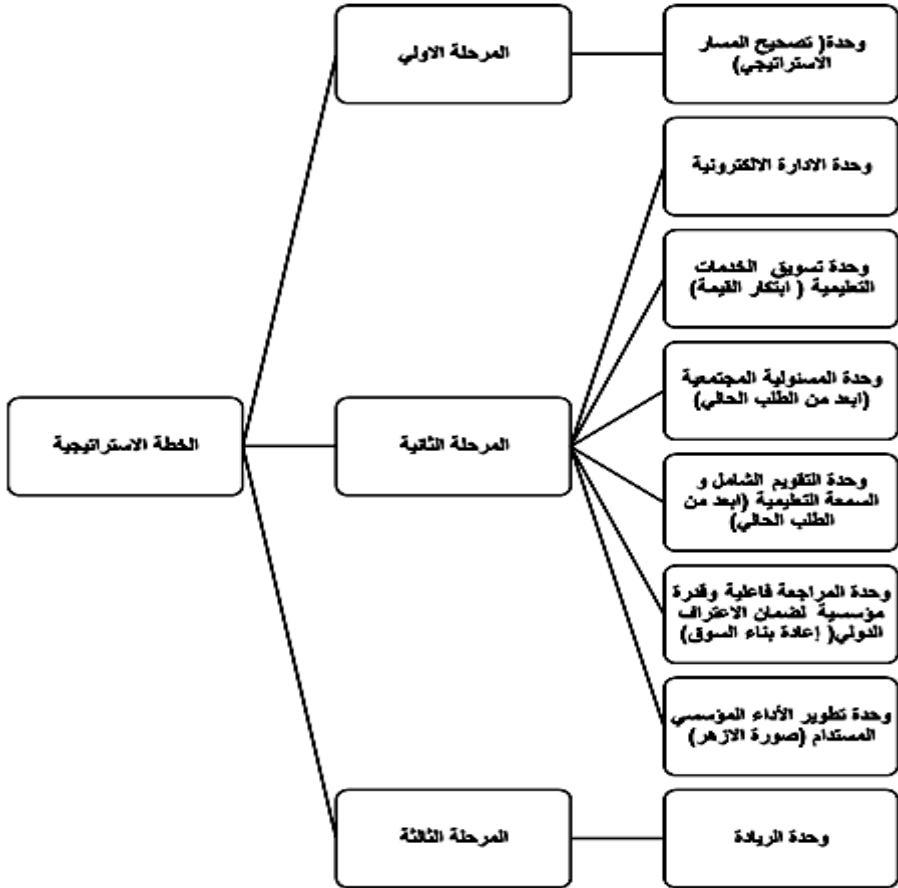 المرحلة الاولي
وحدة( تصحيح المسار
الاستراتيجي)
وحدة الادارة الالكترونية
وحدة تسويق الخدمات
التعليمية ( ابتكار القيمة)
وحدة المسئولية المجتمعية
(ابعد من الطلب الحالي)
الخطة الاستراتيجية
المرحلة الثانية
وحدة التقويم الشامل و
السمعة التعليمية (ابعد من
الطلب الحالي)
وحدة المراجعة فاعلية وقدرة
مؤسسية لضمان الاعتراف
الدولي( إعادة بناء السوق)
وحدة تطوير الأداء المؤسسي
المستدام (صورة الازهر)
المرحلة الثالثة
وحدة الريادة